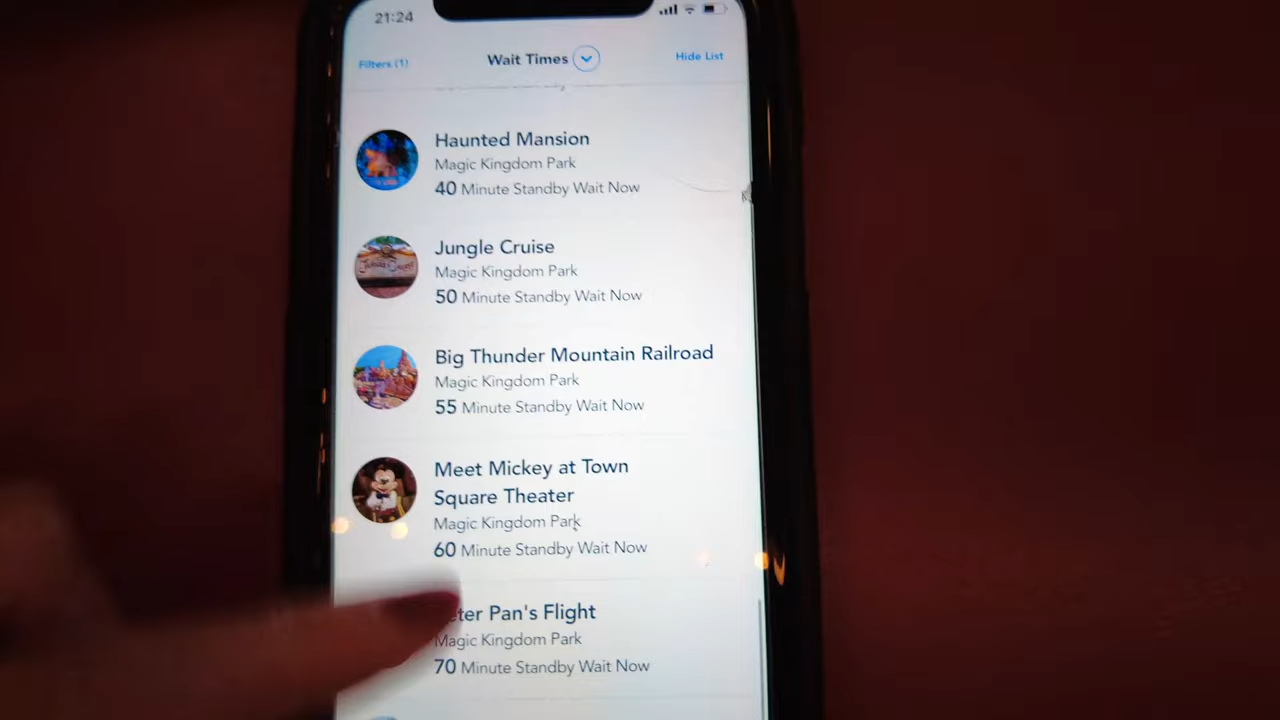 21:24
Filters (1)
Wait Times
Hide List
Haunted Mansion
Magic Kingdom Park
40 Minute Standby Wait Now
Jungle Cruise
Magic Kingdom Park
50 Minute Standby Wait Now
Big Thunder Mountain Railroad
Magic Kingdom Park
55 Minute Standby Wait Now
Meet Mickey at Town
Square Theater
Magic Kingdom Park
60 Minute Standby Wait Now
Pan's Flight
Magic Kingdom Park
70 Minute Standby Wait Now